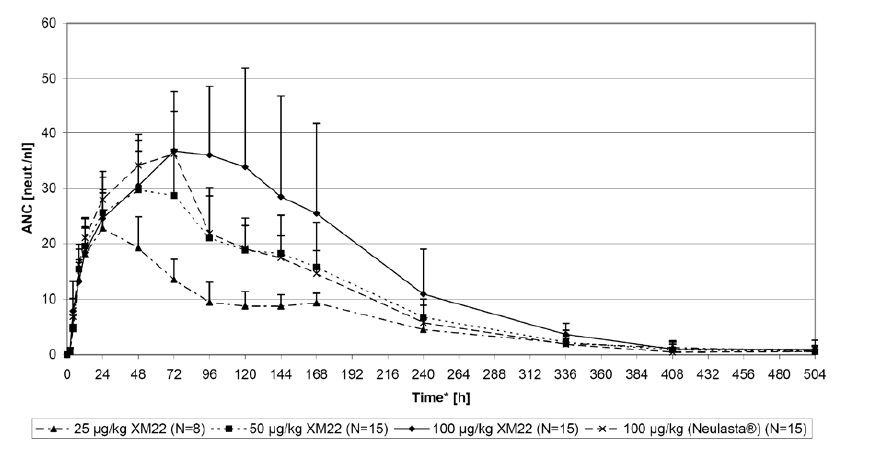 60
50
40
30
20
10
0
ANC [neut./nl]
0 24 48 72 96 120 144 168 192 216 240 264 288 312 336 360 384 408 432 456 480 504
Time* [h]
25 µg/kg XM22 (N=8) 50 µg/kg XM22 (N=15) 100 µg/kg XM22 (N=15) 100 µg/kg (Neulasta®) (N=15)